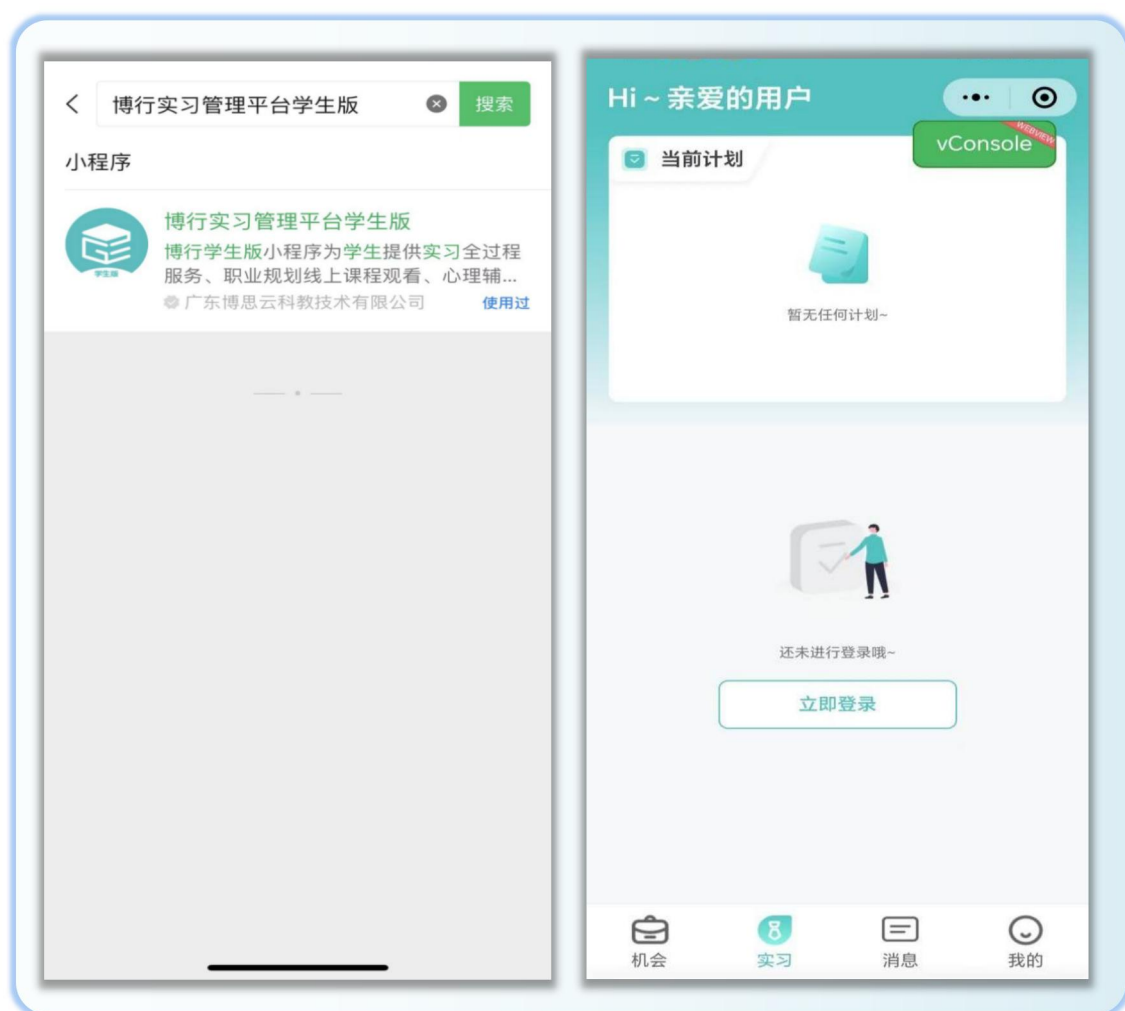 博行实习管理平台学生版
搜索
小程序
博行实习管理平台学生版
博行学生版小程序为学生提供实习全过程
服务、职业规划线上课程观看、心理辅...
广东博思云科教技术有限公司
使用过
学生版
Hi ~ 亲爱的用户
vConsole
WEBVIEW
当前计划
暂无任何计划~
还未进行登录哦~
立即登录
机会
实习
消息
我的